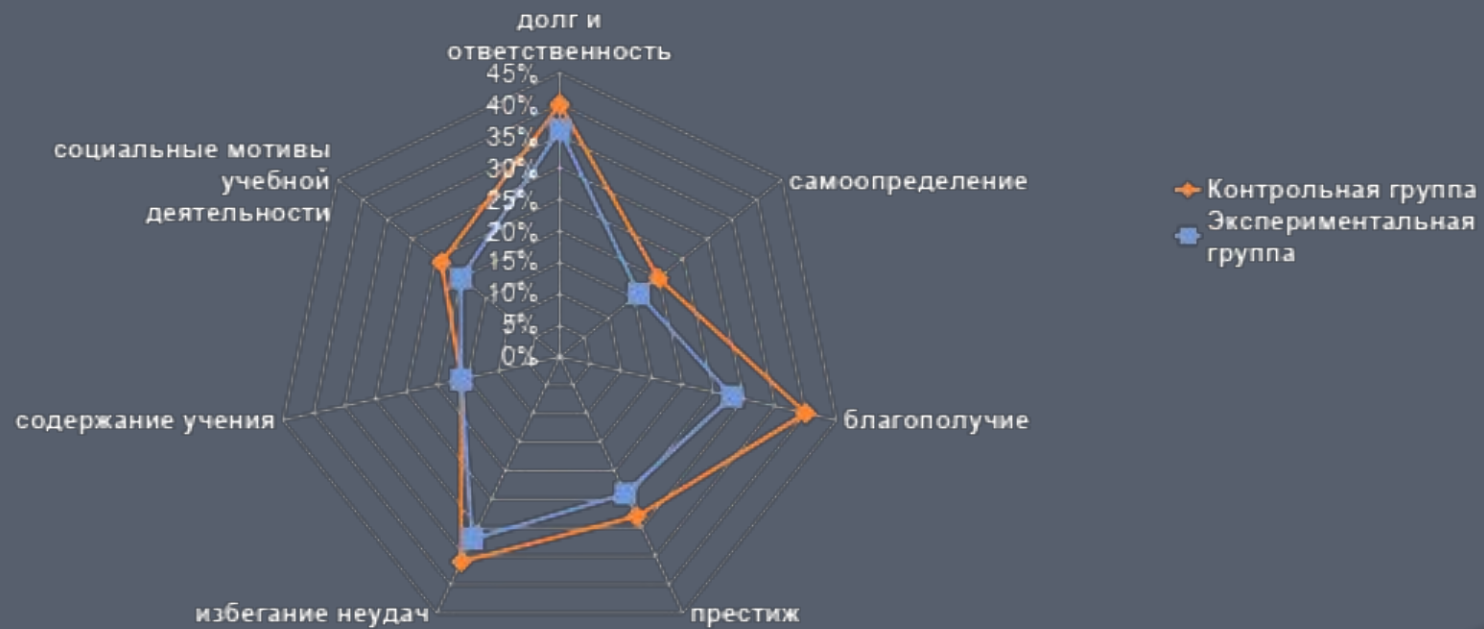 долг и
ответственность
45%
40%
35%
30%
25%
20%
15%
10%
5%
0%
социальные мотивы
учебной
деятельности
самоопределение
содержание учения
благополучие
избегание неудач
престиж
Контрольная группа
Экспериментальная
группа